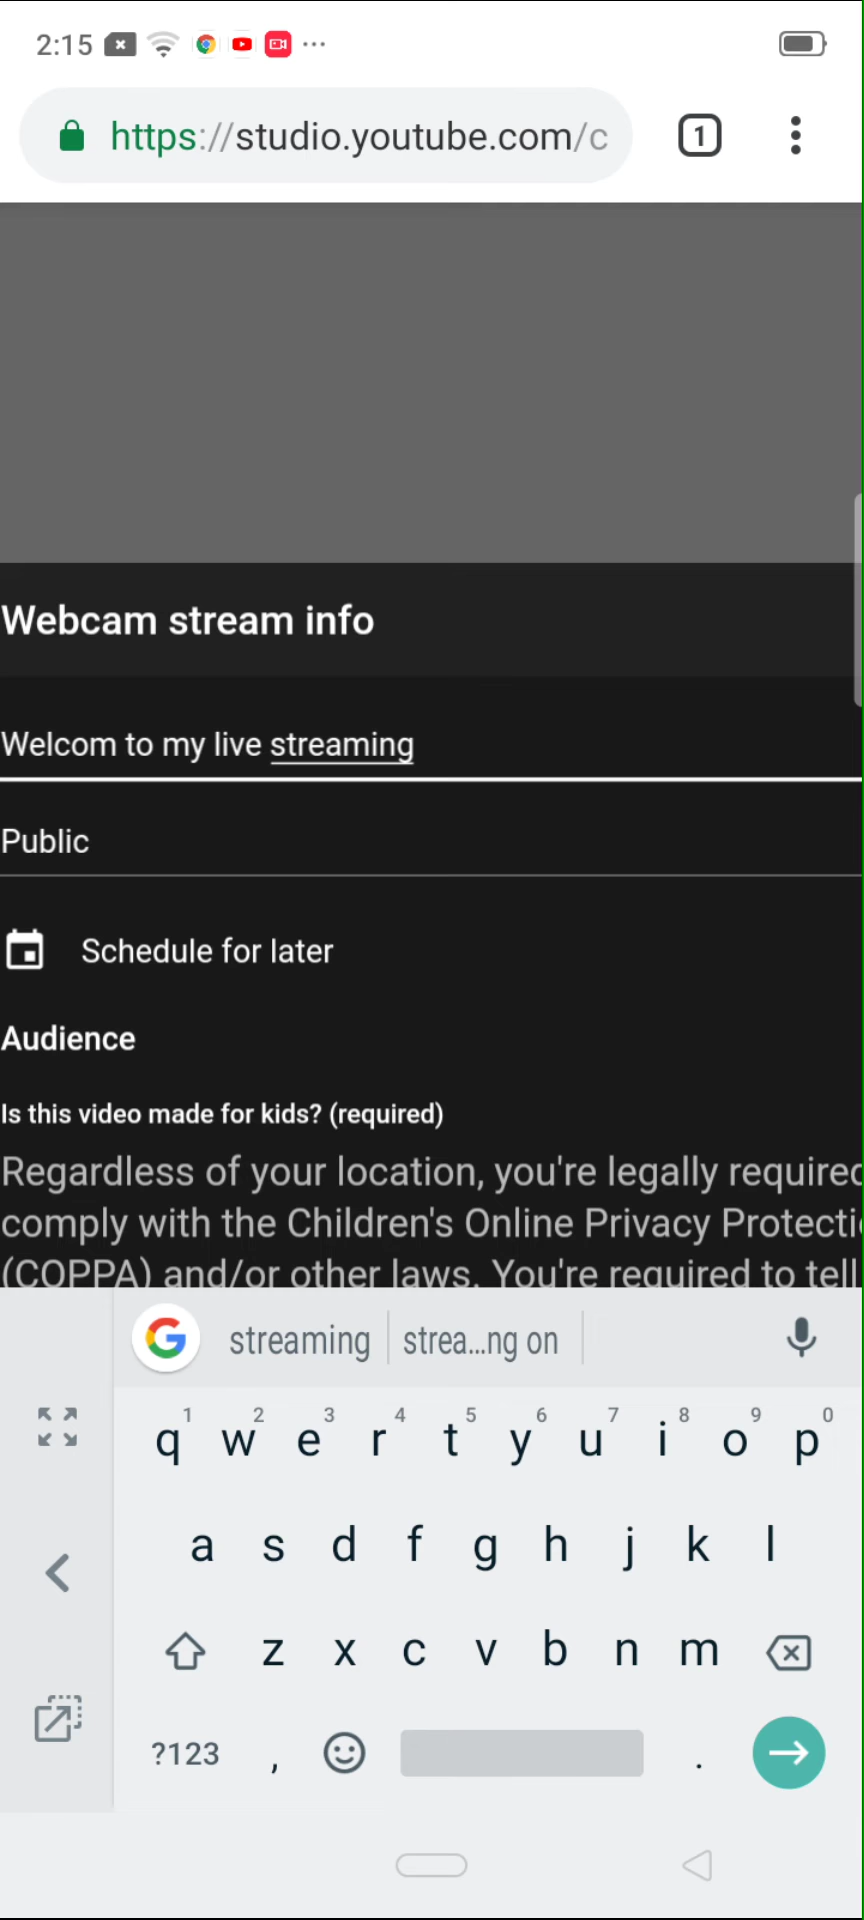 2:15
https://studio.youtube.com/c
1
Webcam stream info
Welcom to my live streaming
Public
Schedule for later
Audience
Is this video made for kids? (required)
Regardless of your location, you're legally required
comply with the Children's Online Privacy Protecti
(COPPA) and/or other laws. You're required to tell
streaming strea...ng on
1 2 3 4 5 6 7 8 9 0
q w e r t y u i o p
a s d f g h j k l
z x c v b n m
?123 , .